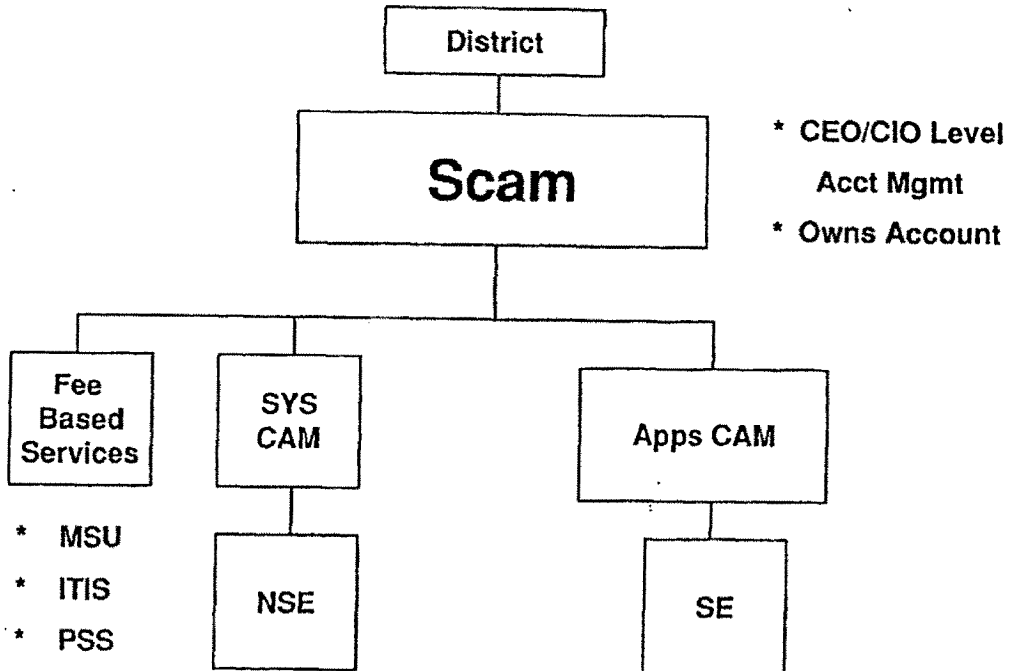 District
Scam
* CEO/CIO Level
Acct Mgmt
* Owns Account
Fee
Based
Services
SYS
CAM
Apps CAM
* MSU
* ITIS
* PSS
NSE
SE